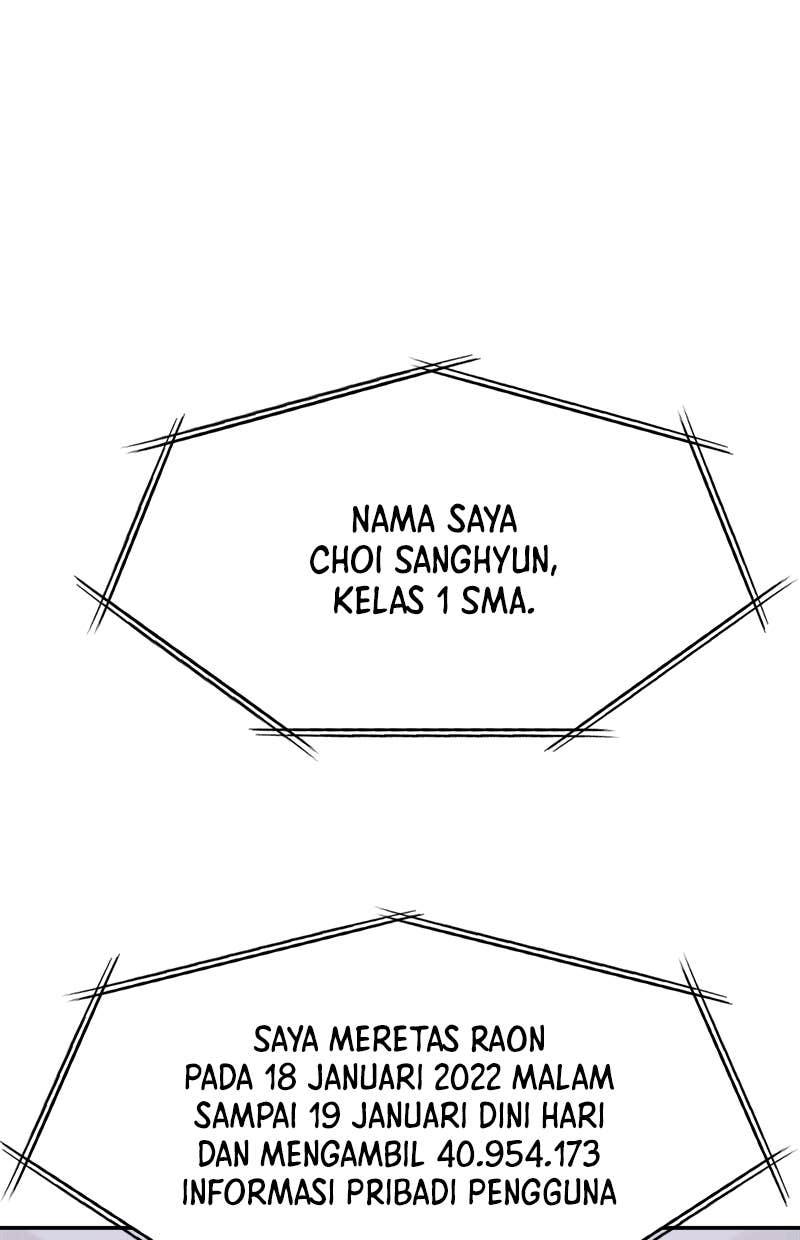 NAMA SAYA
CHOI SANGHYUN,
KELAS 1 SMA.
SAYA MERETAS RAON
PADA 18 JANUARI 2022 MALAM
SAMPAI 19 JANUARI DINI HARI
DAN MENGAMBIL 40.954.173
INFORMASI PRIBADI PENGGUNA